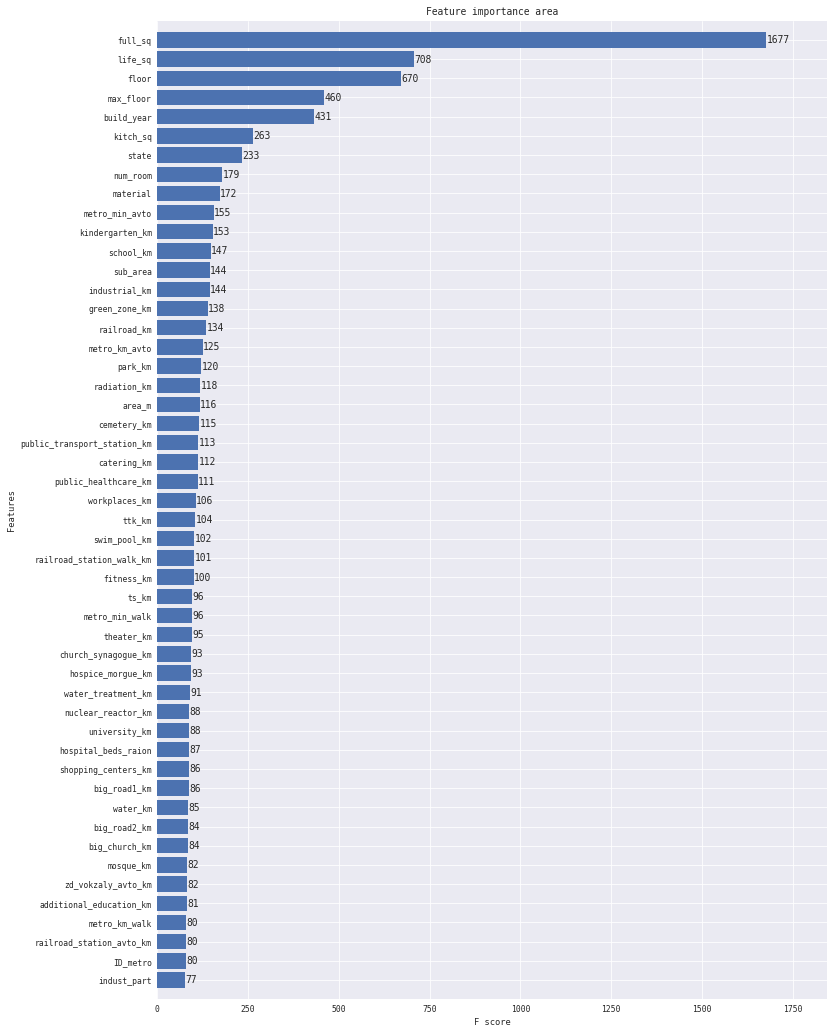 Feature importance area
full_sq 1677
life_sq 708
floor 670
max_floor 460
build_year 431
kitch_sq 263
state 233
num_room 179
material 172
metro_min_avto 155
kindergarten_km 153
school_km 147
sub_area 144
industrial_km 144
green_zone_km 138
railroad_km 134
metro_km_avto 125
park_km 120
radiation_km 118
area_m 116
cemetery_km 115
public_transport_station_km 113
catering_km 112
public_healthcare_km 111
workplaces_km 106
ttk_km 104
swim_pool_km 102
railroad_station_walk_km 101
fitness_km 100
ts_km 96
metro_min_walk 96
theater_km 95
church_synagogue_km 93
hospice_morgue_km 93
water_treatment_km 91
nuclear_reactor_km 88
university_km 88
hospital_beds_raion 87
shopping_centers_km 86
big_road1_km 86
water_km 85
big_road2_km 84
big_church_km 84
mosque_km 82
zd_vokzaly_avto_km 82
additional_education_km 81
metro_km_walk 80
railroad_station_avto_km 80
ID_metro 80
indust_part 77
Features
0 250 500 750 1000 1250 1500 1750
F score